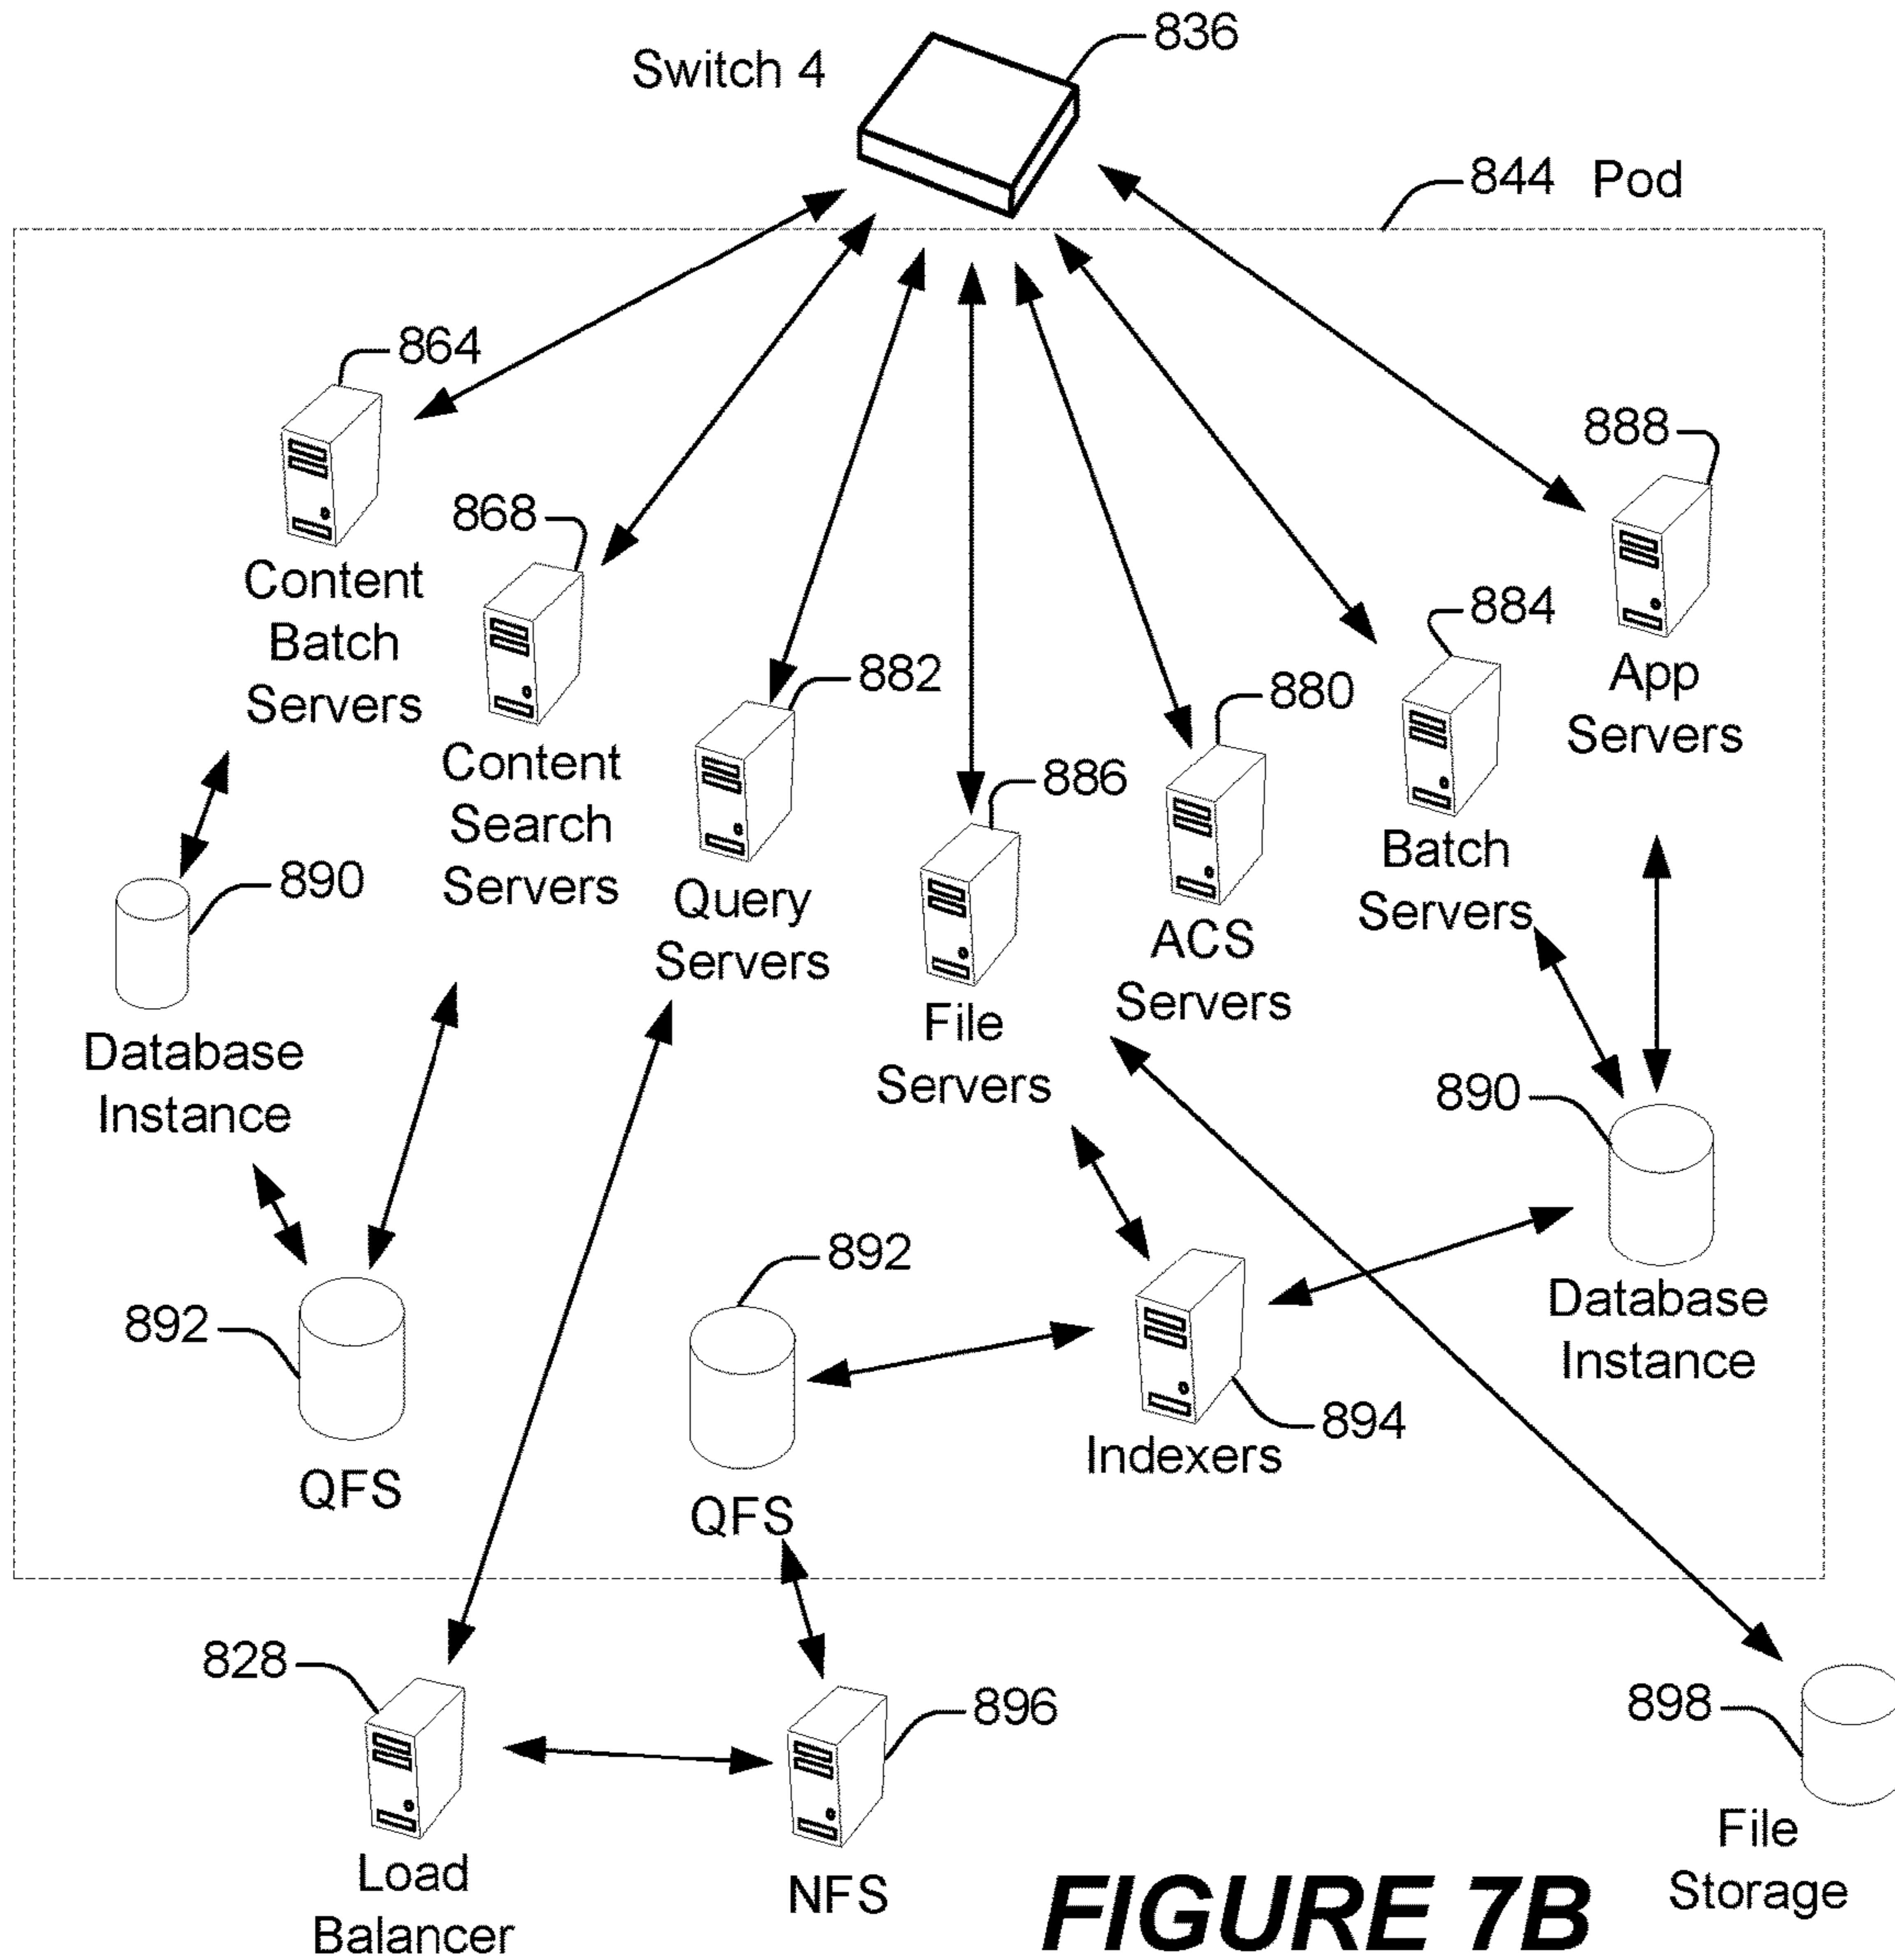 836
Switch 4
844 Pod
864
888
868
Content
Batch
Servers
884
882
880
App
Servers
Content
Search
Servers
886
Batch
Servers
890
Query
Servers
ACS
Servers
File
Servers
Database
Instance
890
892
892
Database
Instance
894
Indexers
QFS
QFS
828
896
898
File
Storage
Load
Balancer
NFS
FIGURE 7B